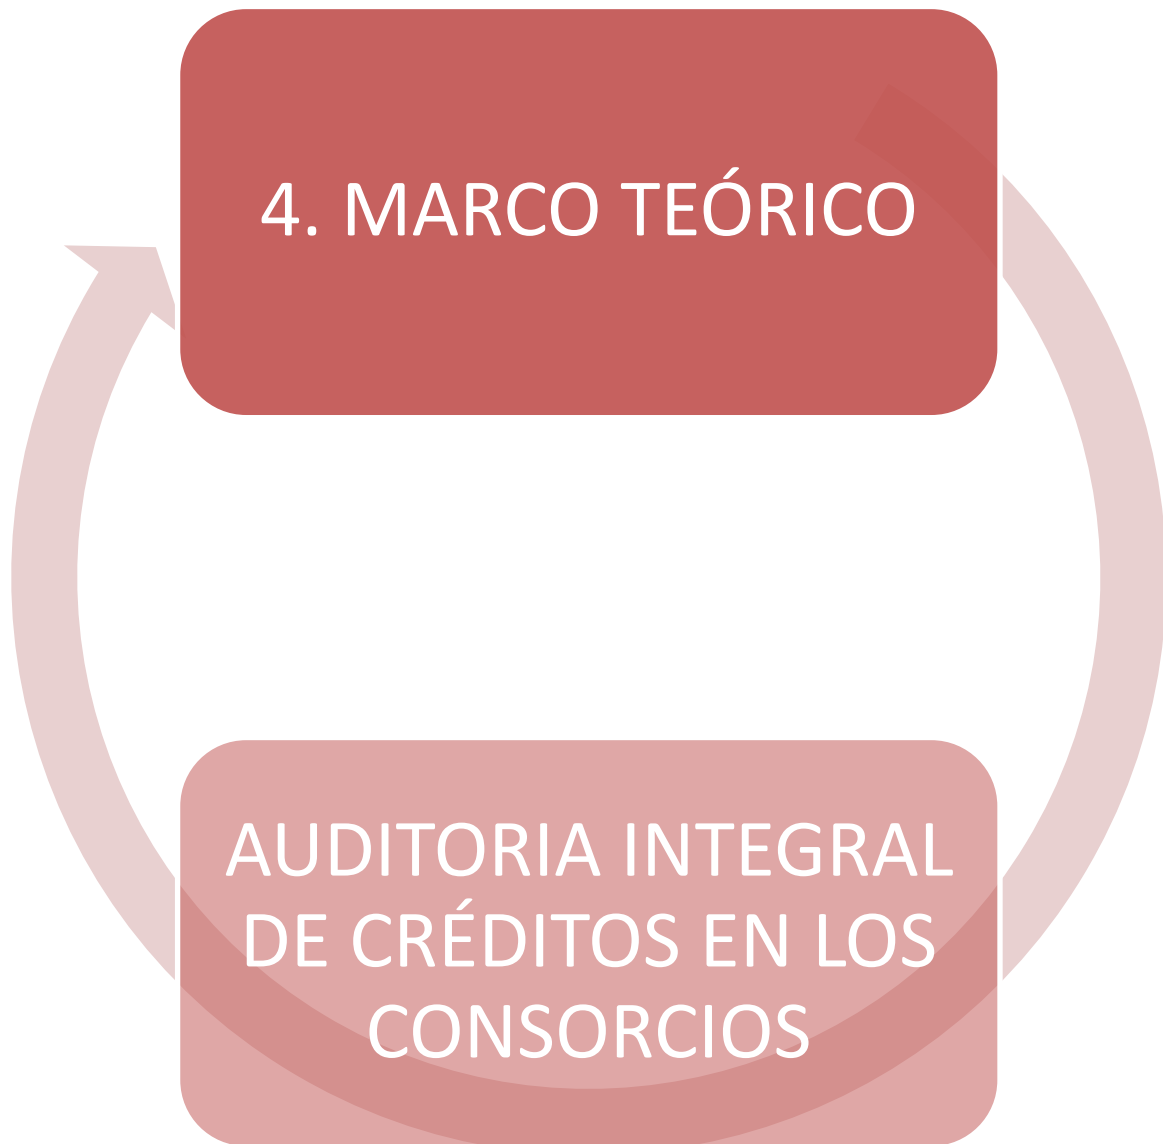 4. MARCO TEÓRICO
AUDITORIA INTEGRAL
DE CRÉDITOS EN LOS
CONSORCIOS